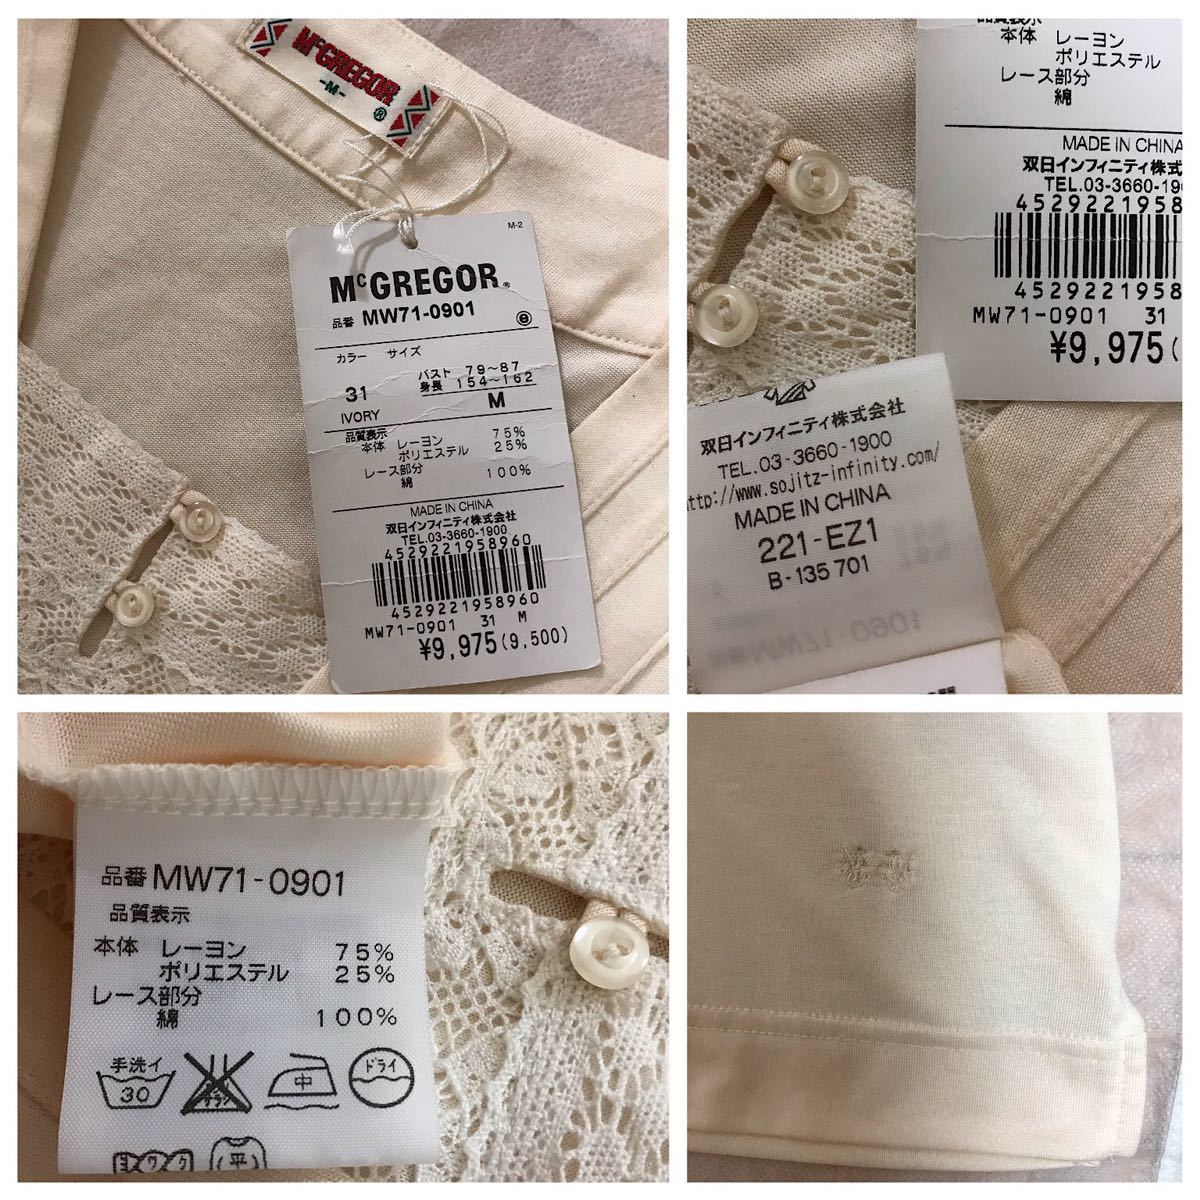 McGREGOR
-M-
®
M-2
McGREGOR®
品番 MW71-0901 ⑧
カラー サイズ
31 バスト 79~87
身長 154~162
IVORY M
品質表示
本体 レーヨン 75%
ポリエステル 25%
レース部分
綿 100%
MADE IN CHINA
双日インフィニティ株式会社
TEL.03-3660-1900
4529221958960
4529221958960
MW71-0901 31 M
¥9,975(9,500)
品質表示
本体 レーヨン
ポリエステル
レース部分
綿
MADE IN CHINA
双日インフィニティ株式
TEL.03-3660-19
4529221958
4529221958
MW71-0901 31
¥9,975(
双日インフィニティ株式会社
TEL.03-3660-1900
http://www.sojitz-infinity.com/
MADE IN CHINA
221-EZ1
B-135 701
品番 MW71-0901
品質表示
本体 レーヨン 75%
ポリエステル 25%
レース部分
綿 100%
手洗イ 30 中 ドライ
平